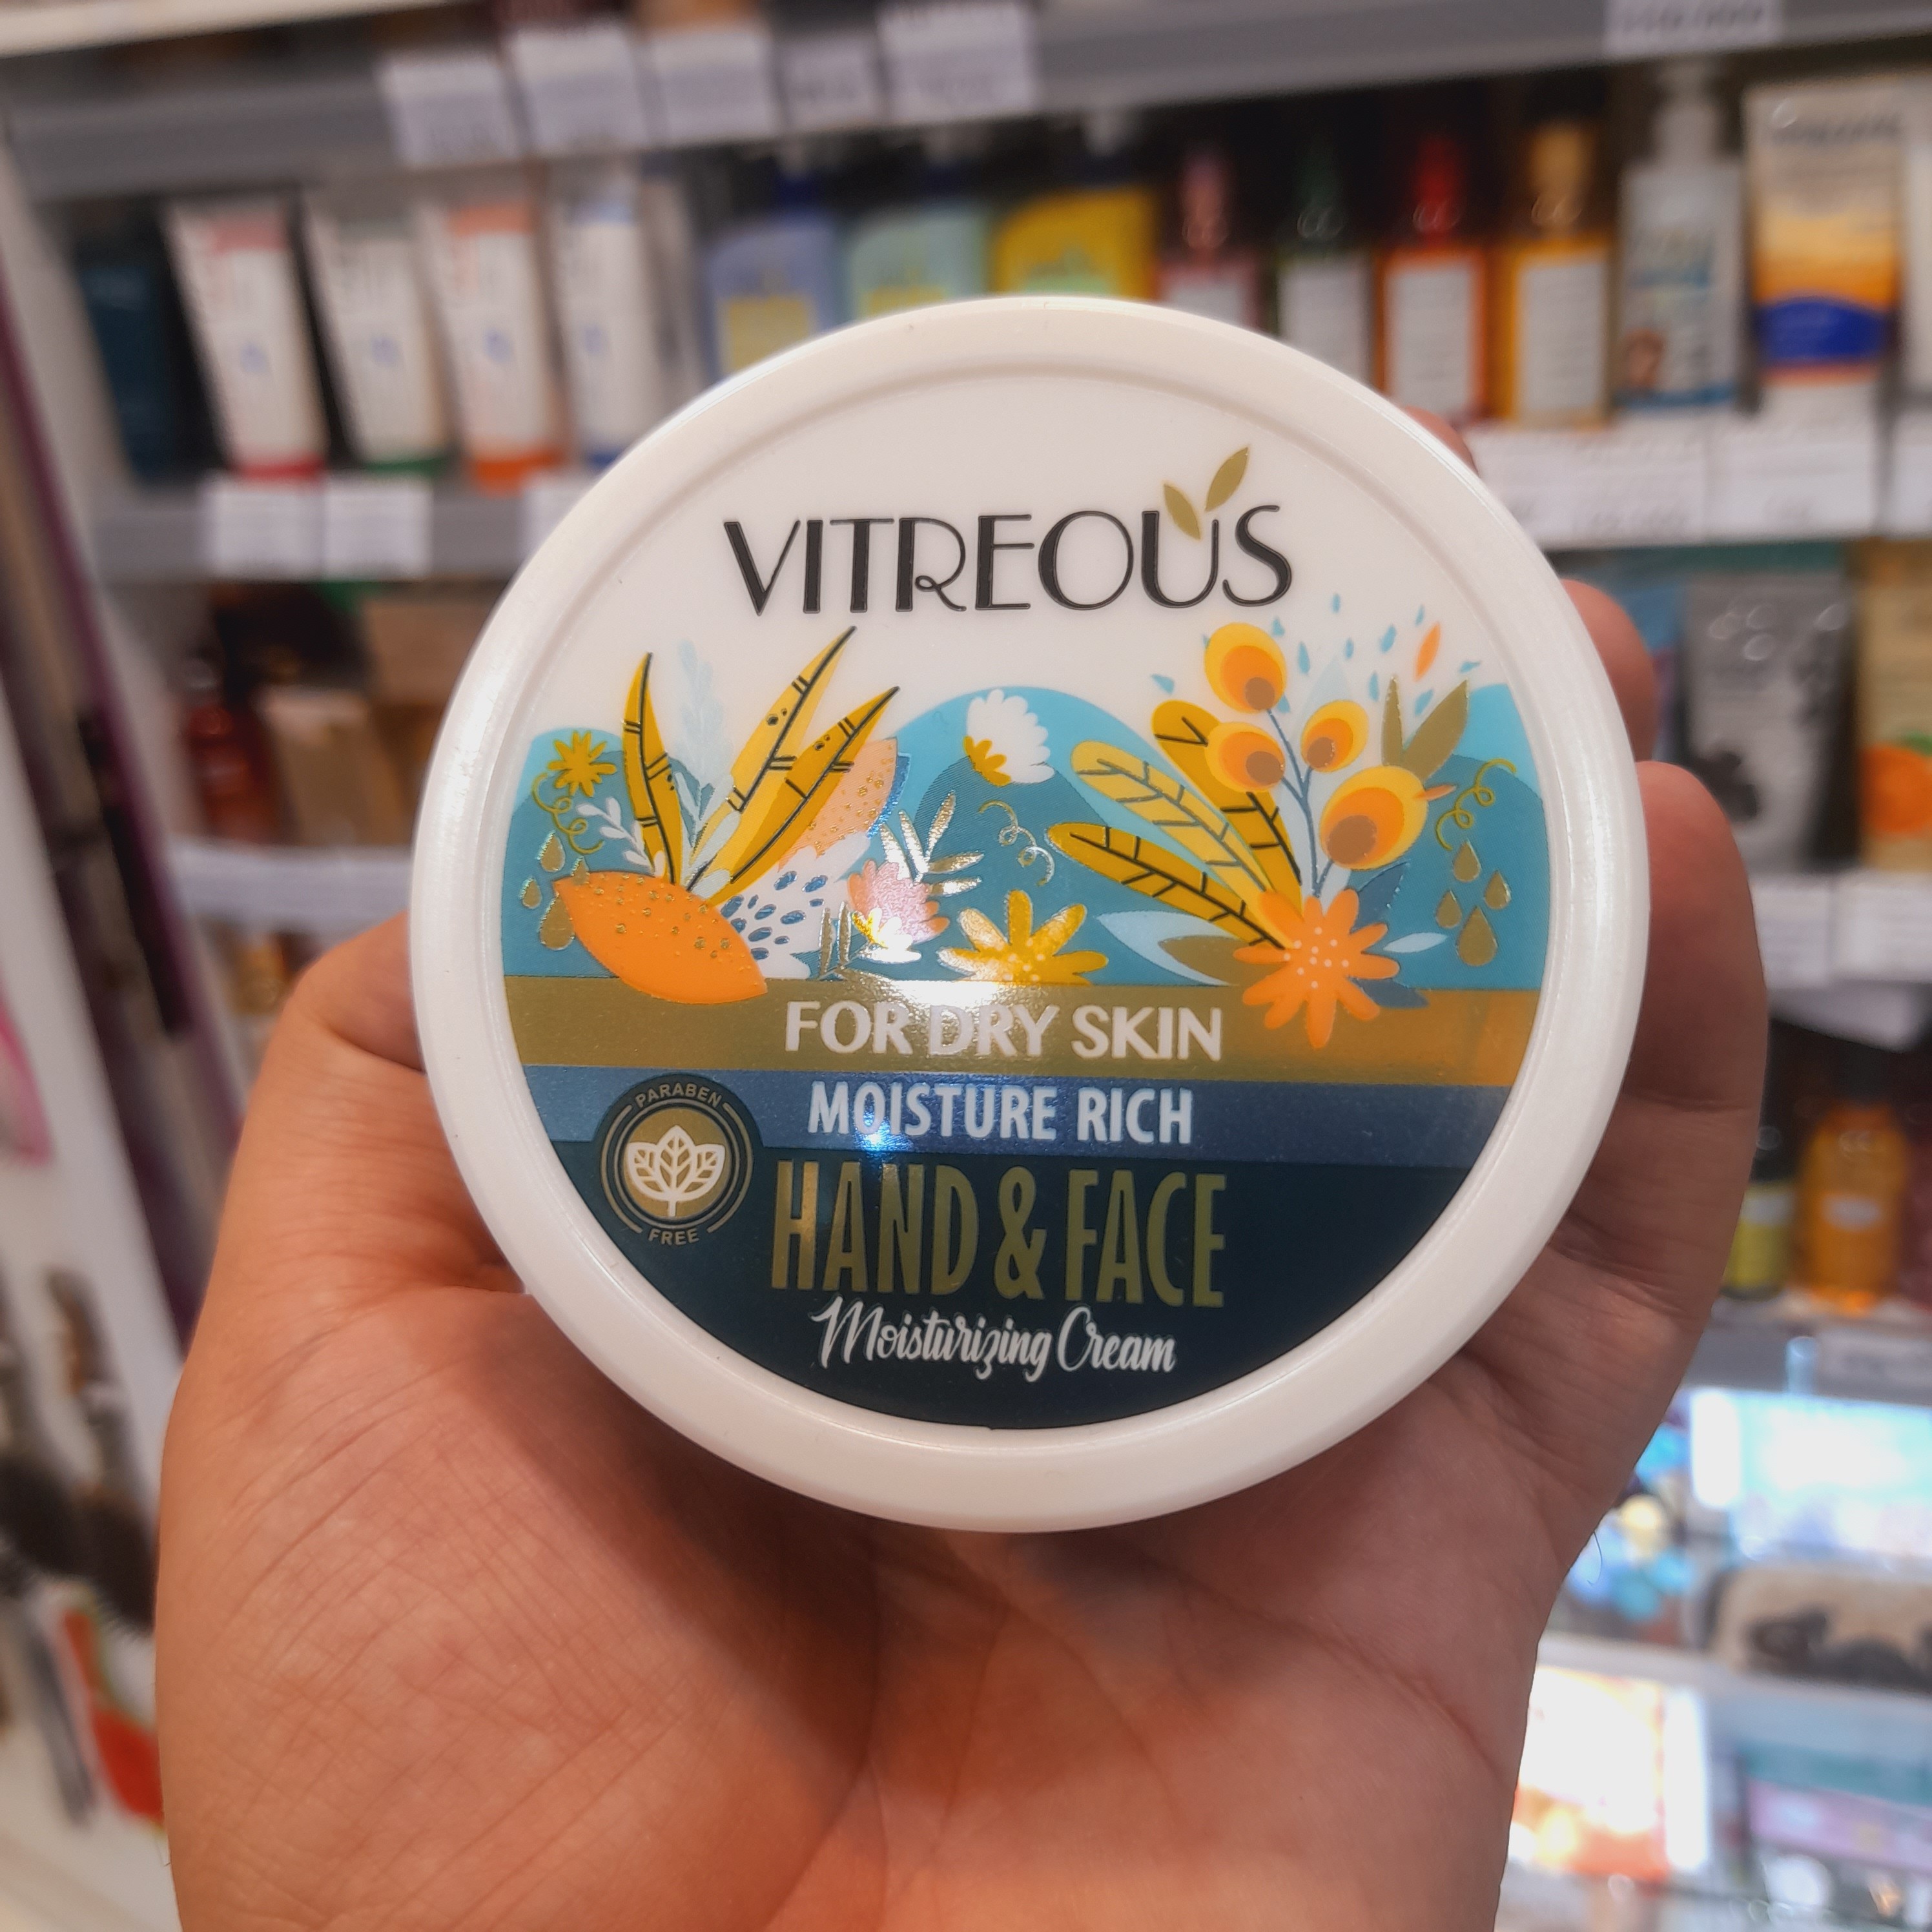 VITREOUS
FOR DRY SKIN
MOISTURE RICH
PARABEN
FREE
HAND & FACE
Moisturizing Cream